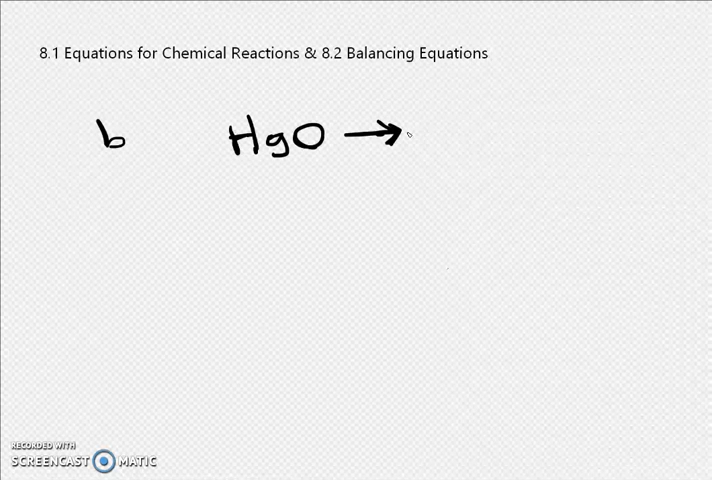 8.1 Equations for Chemical Reactions & 8.2 Balancing Equations
b HgO →
RECORDED WITH
SCREENCAST MATIC